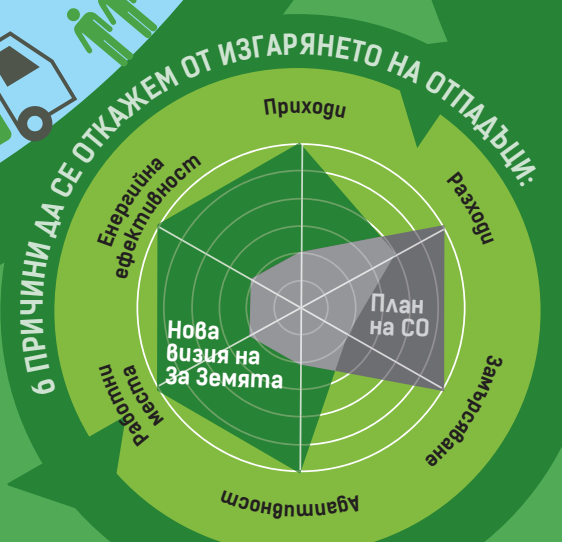 6 ПРИЧИНИ ДА СЕ ОТКАЖЕМ ОТ ИЗГАРЯНЕТО НА ОТПАДЪЦИ:
Приходи
Разходи
Замърсяване
Адаптивност
Работни
места
Енергийна
ефективност
План
на СО
Нова
визия на
За Земята